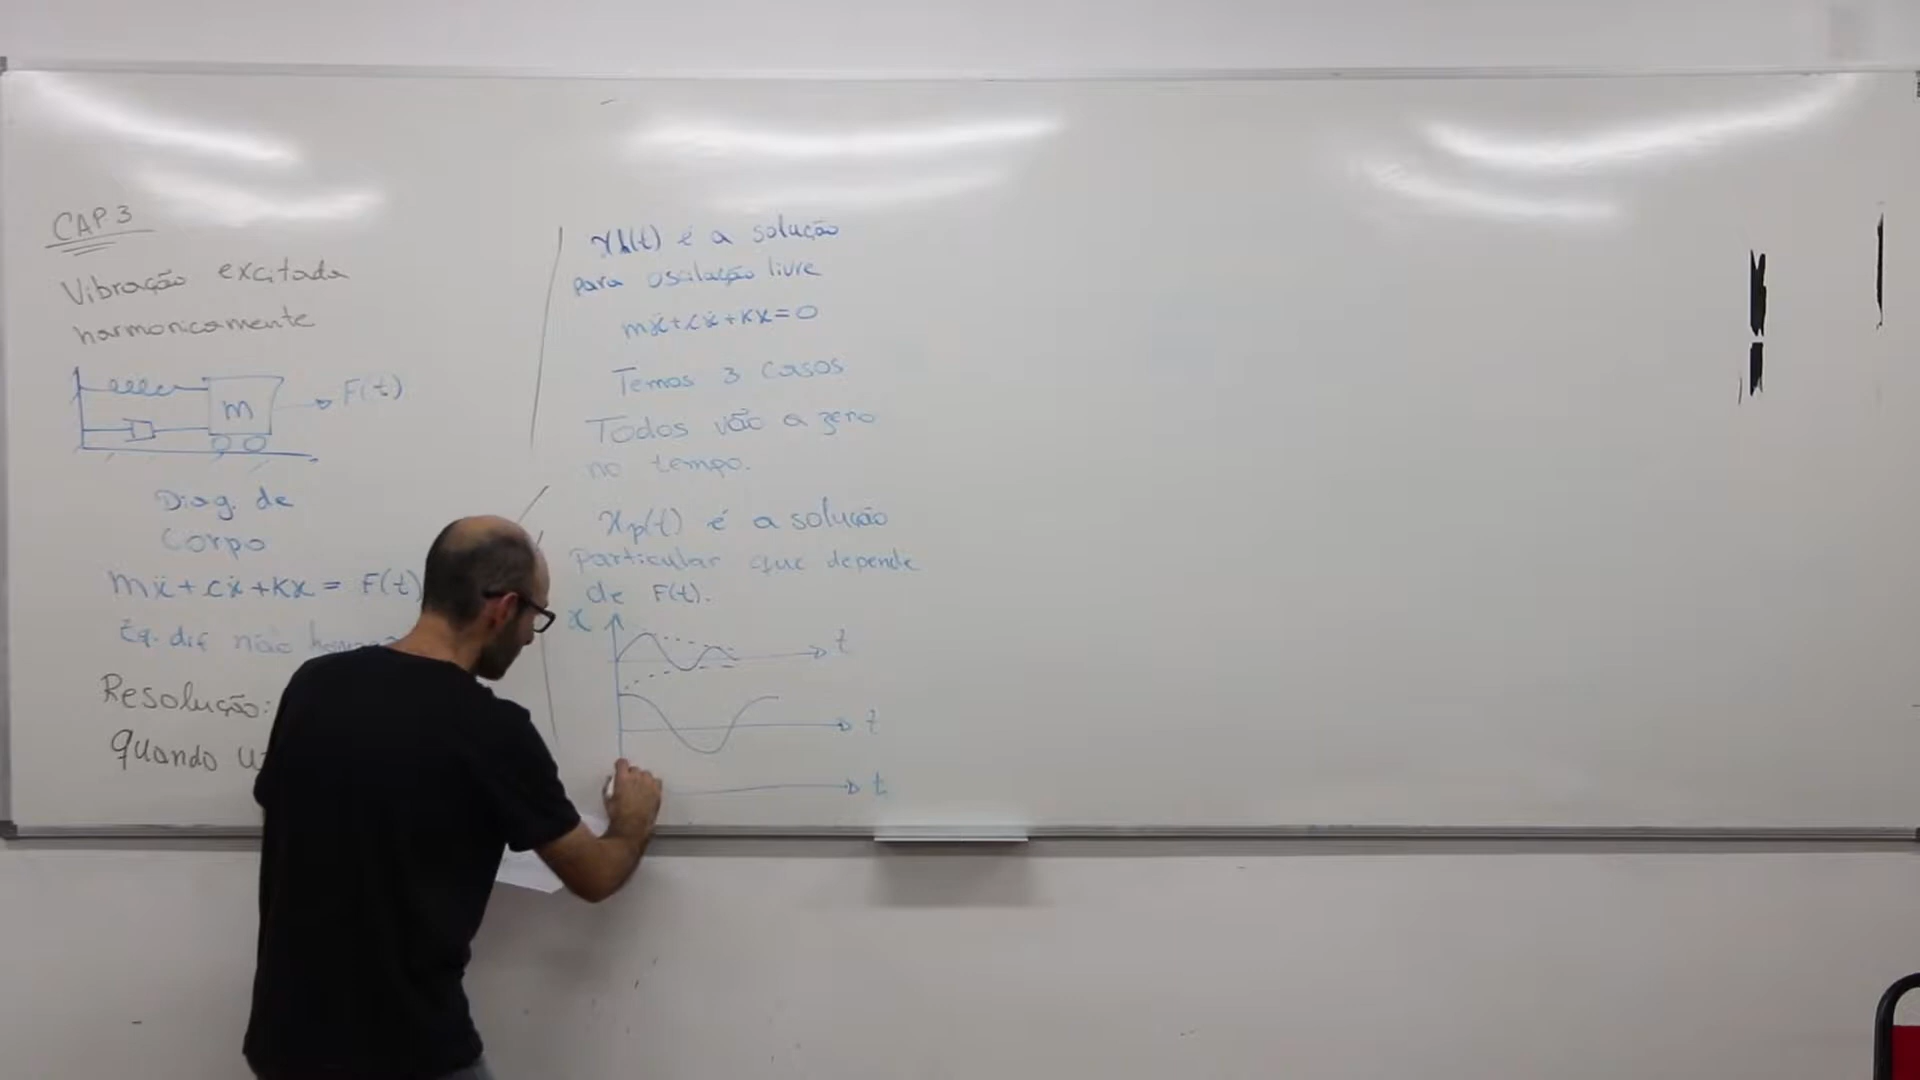 CAP.3
Vibração excitada
harmonicamente
m
F(t)
Diag. de
Corpo
mẍ + cẋ + kx = F(t)
Eq. dif não
Resolução:
quando
xh(t) é a solução
para oscilação livre
mẍ+cẋ+kx=0
Temos 3 casos
Todos vão a zero
no tempo.
xp(t) é a solução
particular que depende
de F(t).
x
t
t
t